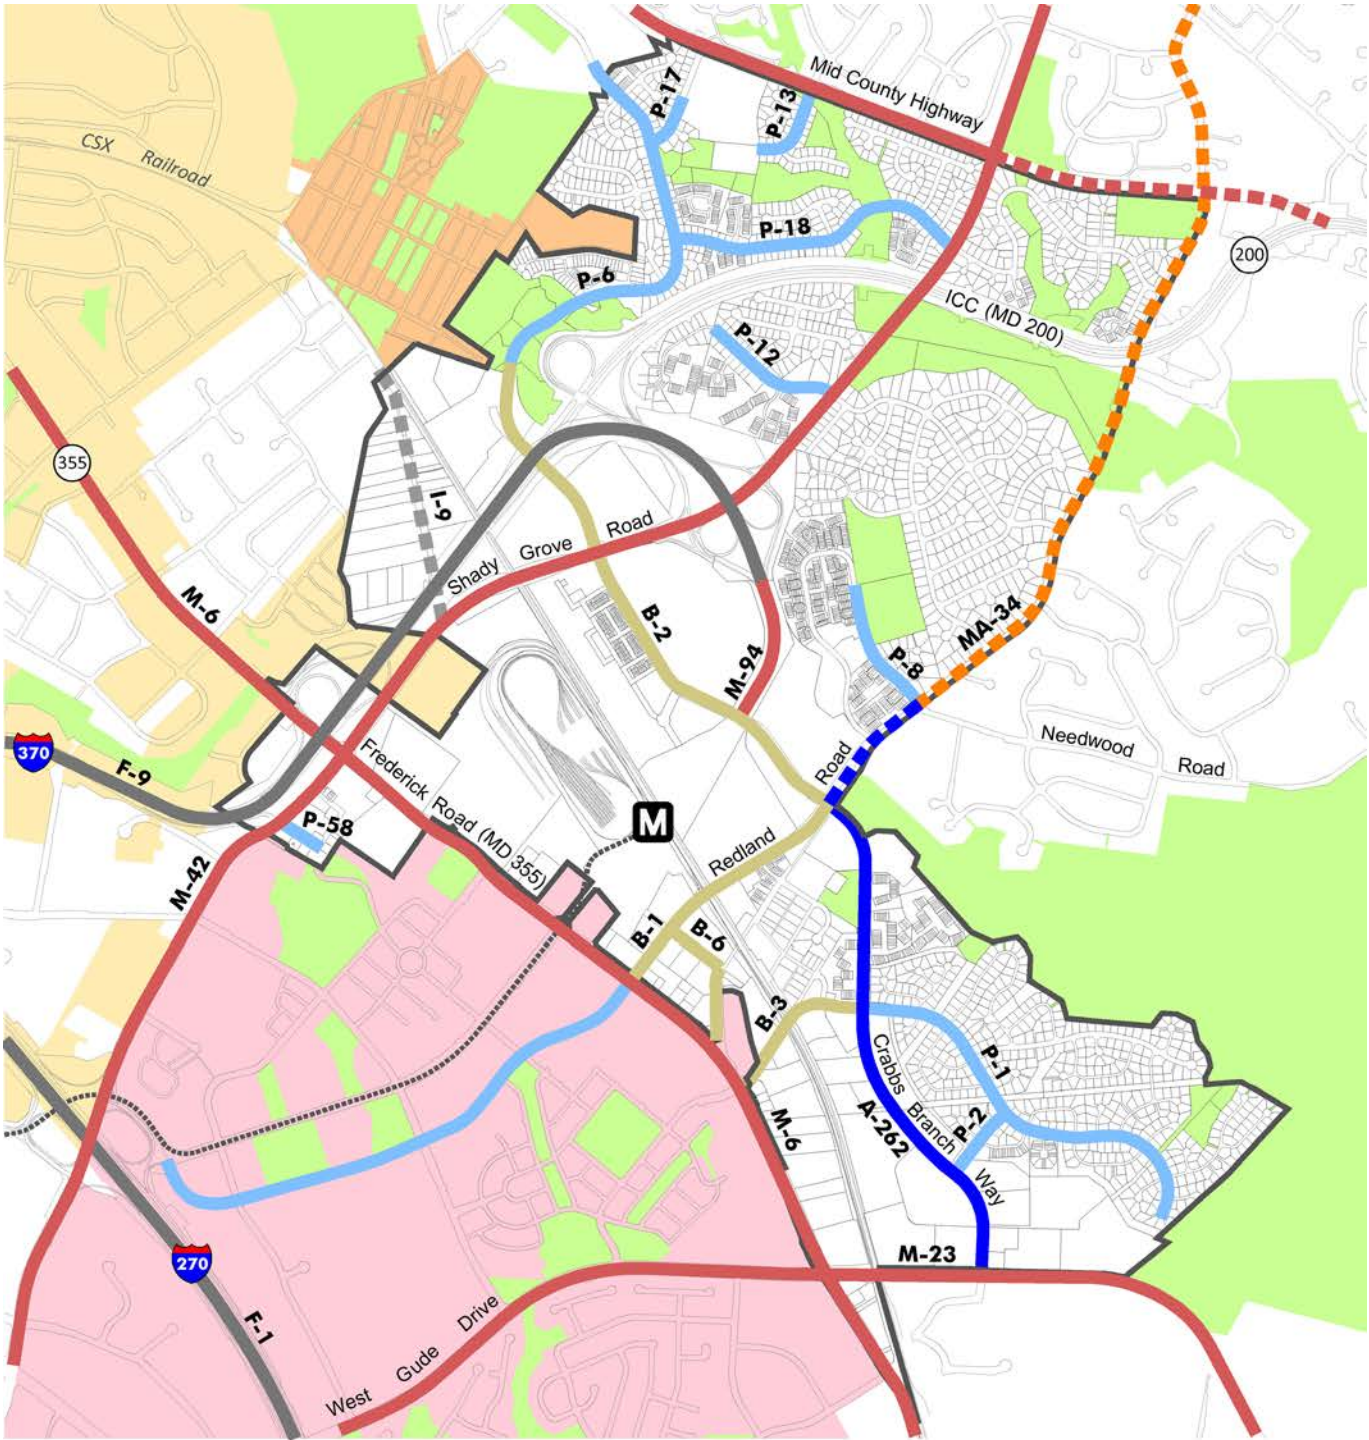 Mid County Highway
P-17
P-13
CSX Railroad
P-18
200
P-6
ICC (MD 200)
P-12
355
I-9
Shady Grove Road
M-6
B-2
MA-34
M-94
P-8
Needwood Road
370
F-9
Frederick Road (MD 355)
Road
P-58
M
Redland
M-42
B-1
B-6
B-3
P-1
Crabbs Branch Way
A-262
P-2
M-6
M-23
270
F-1
West Gude Drive